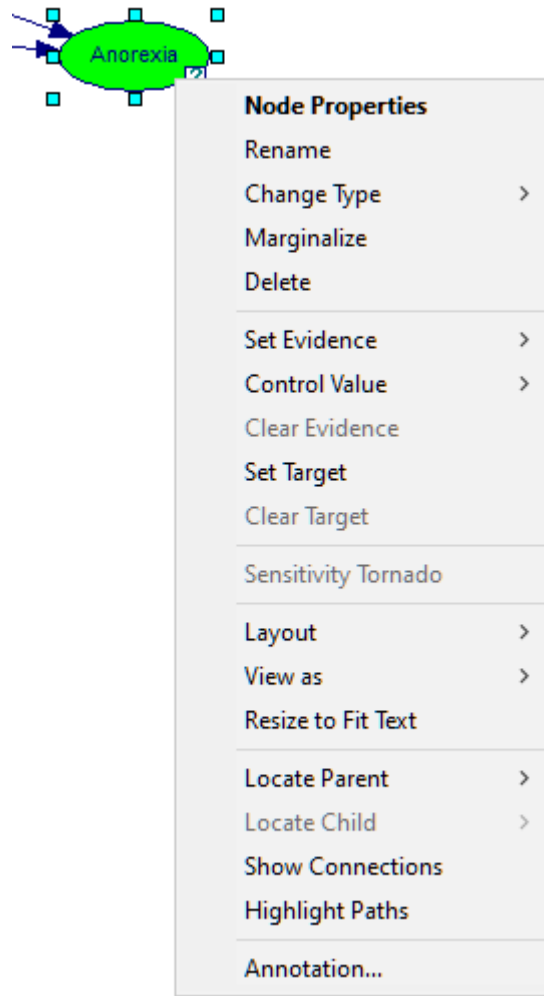 Anorexia
?
Node Properties
Rename
Change Type
Marginalize
Delete
Set Evidence
Control Value
Clear Evidence
Set Target
Clear Target
Sensitivity Tornado
Layout
View as
Resize to Fit Text
Locate Parent
Locate Child
Show Connections
Highlight Paths
Annotation...